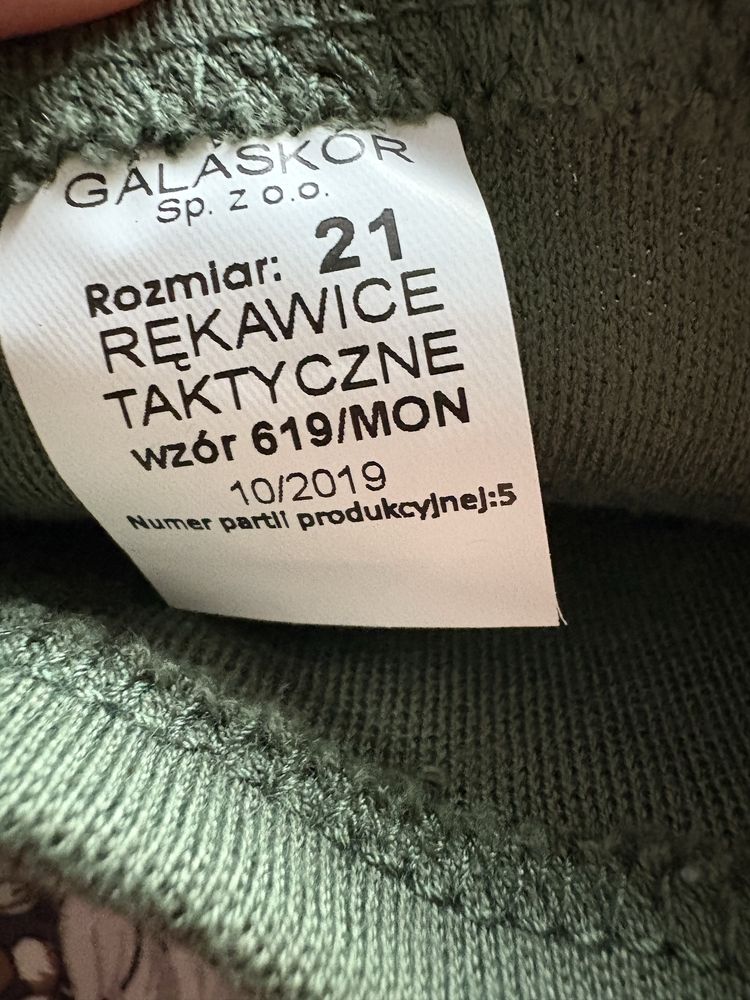 GALASKÓR
Sp. z o.o.
Rozmiar: 21
RĘKAWICE
TAKTYCZNE
wzór 619/MON
10/2019
Numer partii produkcyjnej:5